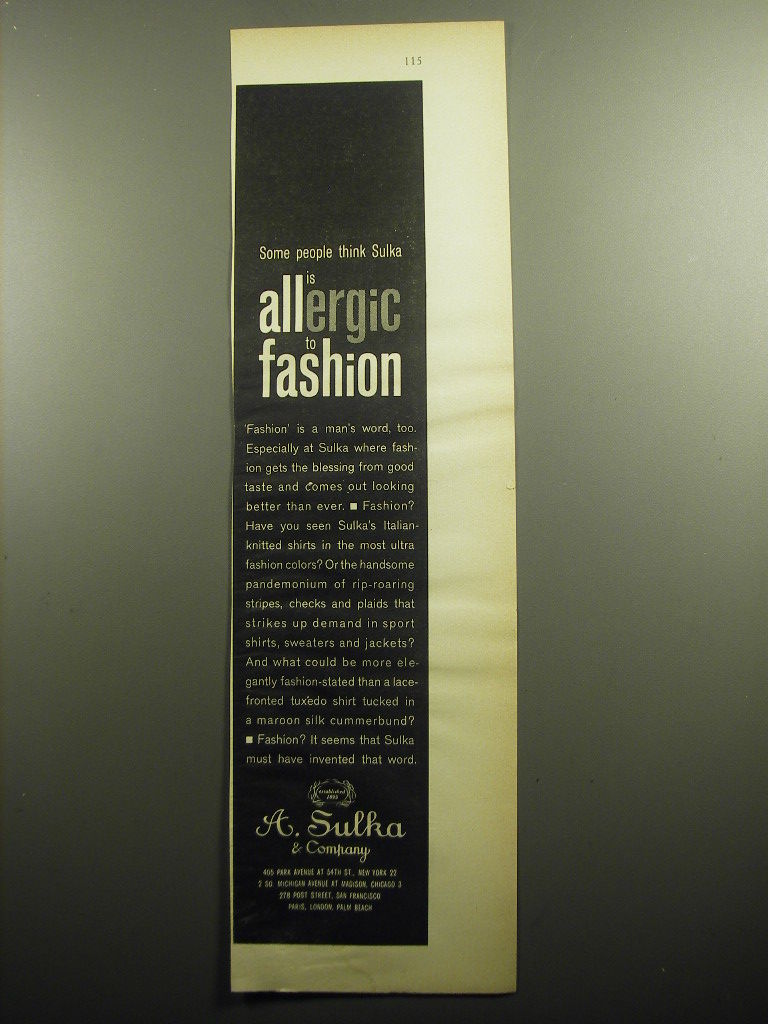 115
Some people think Sulka
is
allergic
to
fashion
'Fashion' is a man's word, too.
Especially at Sulka where fash-
ion gets the blessing from good
taste and comes out looking
better than ever. ■ Fashion?
Have you seen Sulka's Italian-
knitted shirts in the most ultra
fashion colors? Or the handsome
pandemonium of rip-roaring
stripes, checks and plaids that
strikes up demand in sport
shirts, sweaters and jackets?
And what could be more ele-
gantly fashion-stated than a lace-
fronted tuxedo shirt tucked in
a maroon silk cummerbund?
■ Fashion? It seems that Sulka
must have invented that word.
Established
1895
A. Sulka
& Company
405 PARK AVENUE AT 54TH ST., NEW YORK 22
2 SO. MICHIGAN AVENUE AT MADISON, CHICAGO 3
278 POST STREET, SAN FRANCISCO
PARIS, LONDON, PALM BEACH